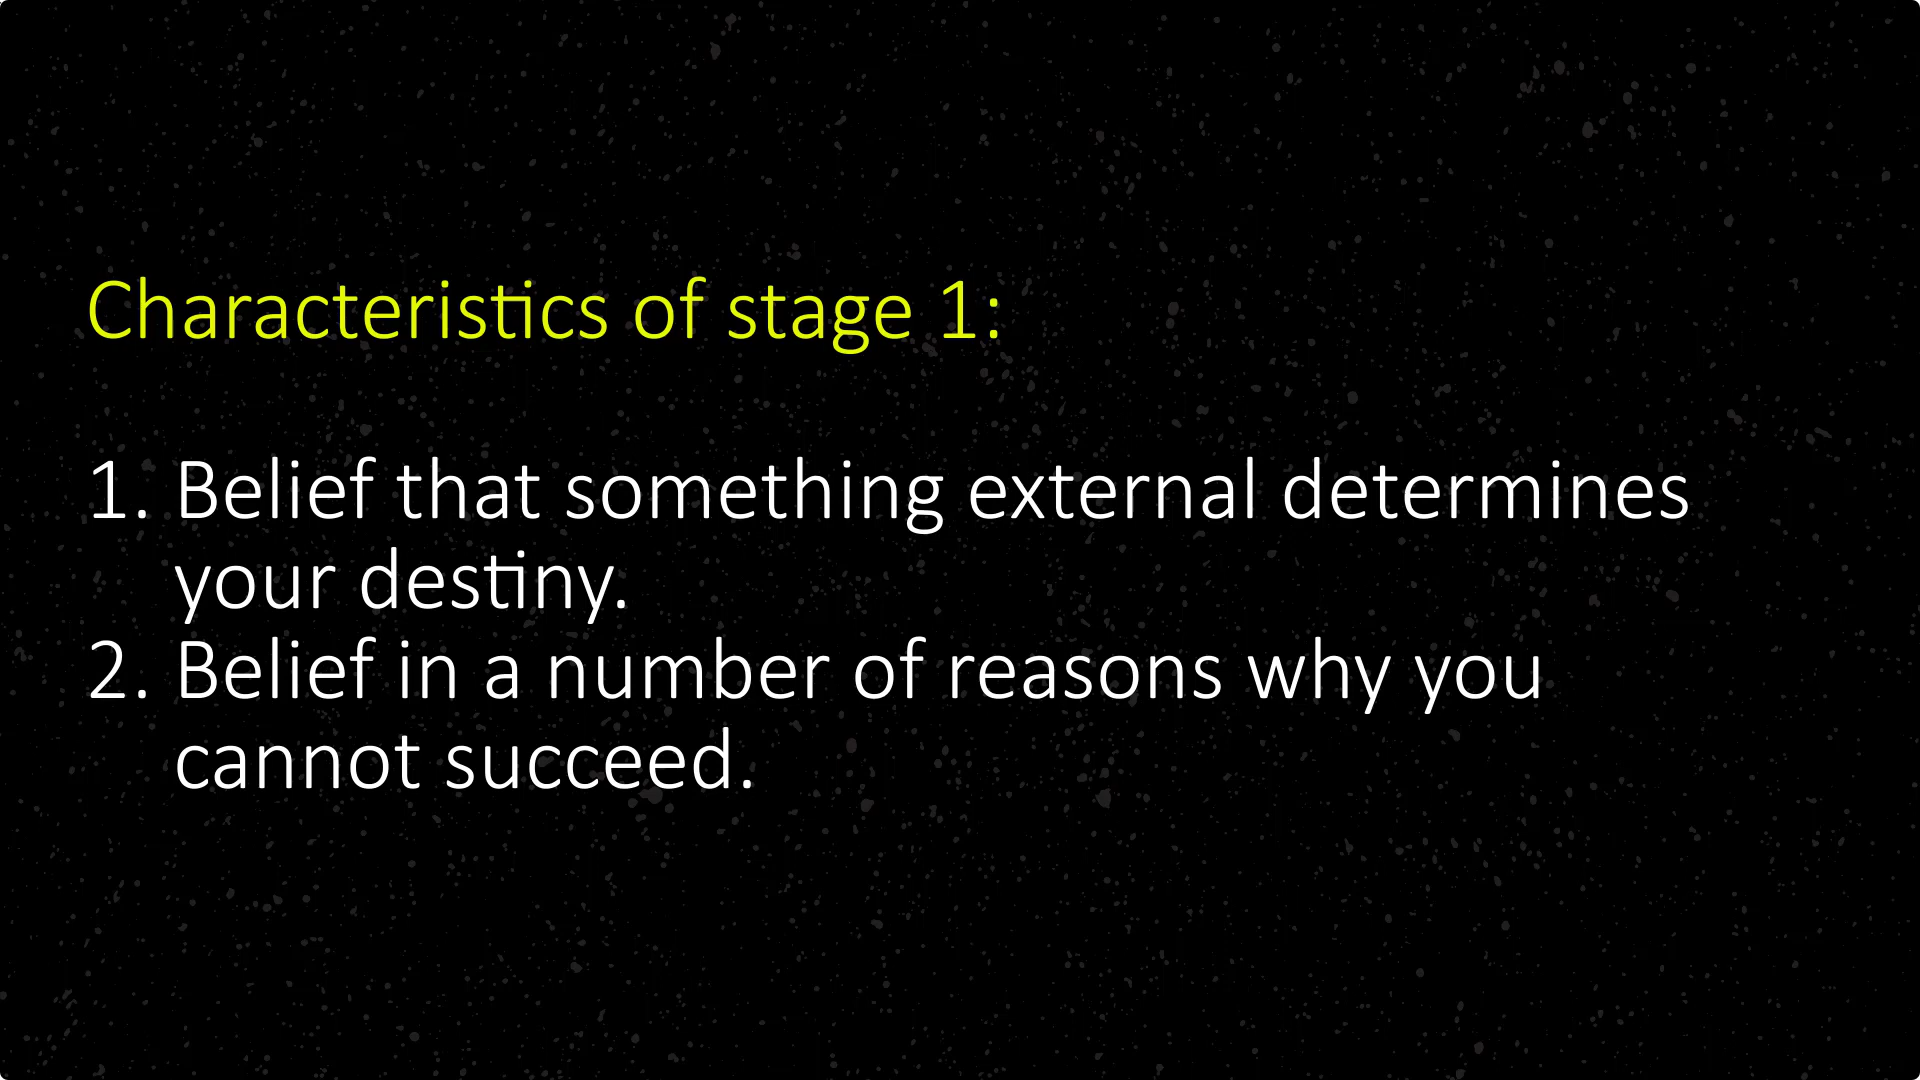 Characteristics of stage 1:
1. Belief that something external determines
your destiny.
2. Belief in a number of reasons why you
cannot succeed.